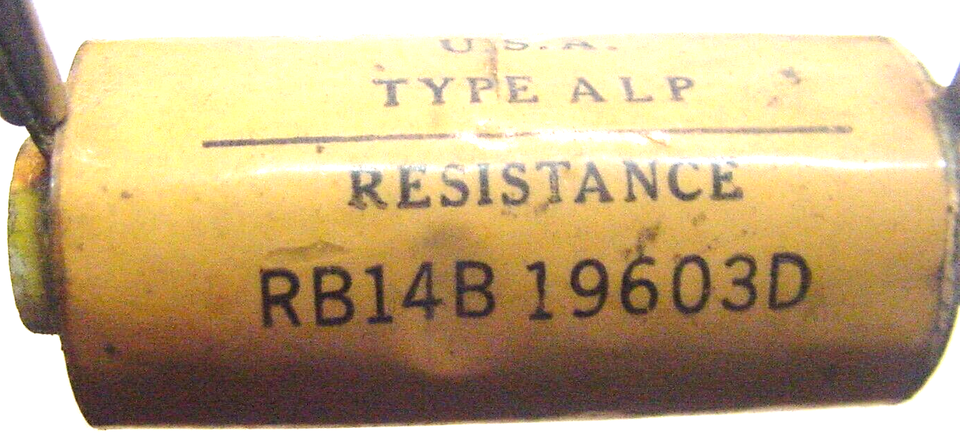 U.S.A.
TYPE ALP
RESISTANCE
RB14B 19603D